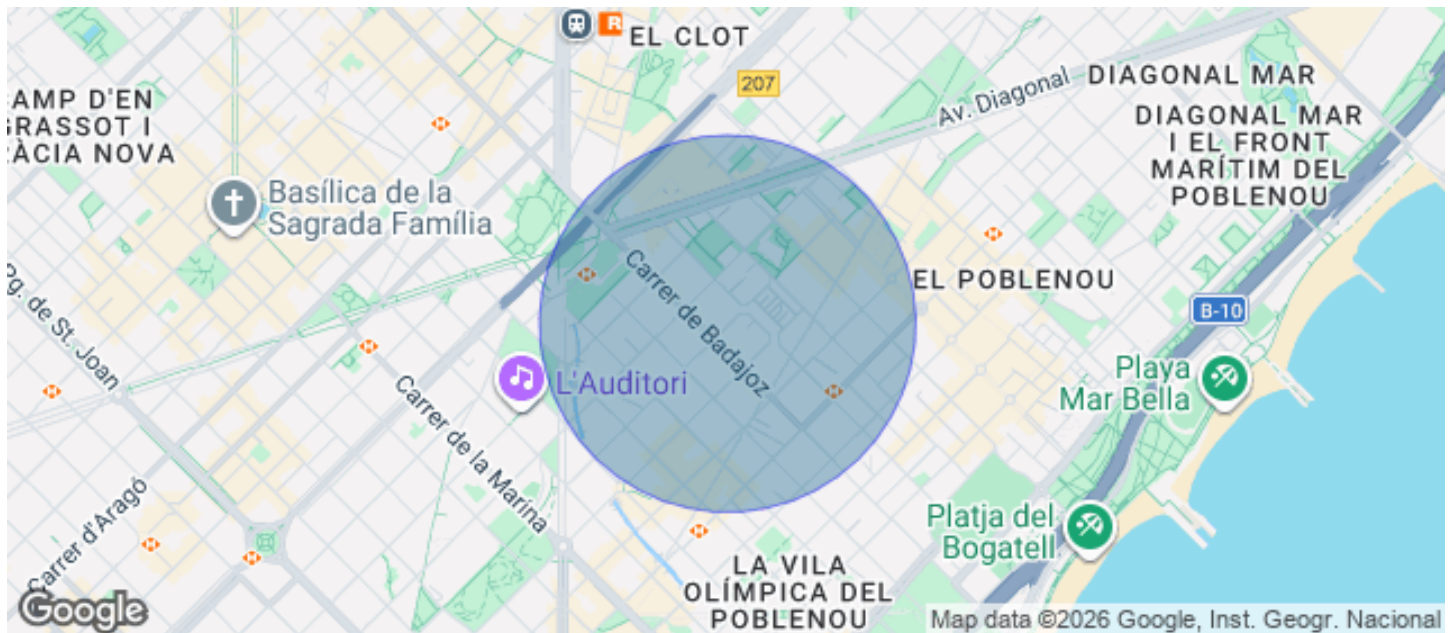 EL CLOT
207
DIAGONAL MAR
Av. Diagonal
AMP D'EN
GRASSOT I
ÀCIA NOVA
DIAGONAL MAR
I EL FRONT
MARÍTIM DEL
POBLENOU
Basílica de la
Sagrada Família
EL POBLENOU
Carrer de Badajoz
Pg. de St. Joan
B-10
Playa
Mar Bella
L'Auditori
Carrer de la Marina
Carrer d'Aragó
Platja del
Bogatell
LA VILA
OLÍMPICA DEL
POBLENOU
Google
Map data ©2026 Google, Inst. Geogr. Nacional